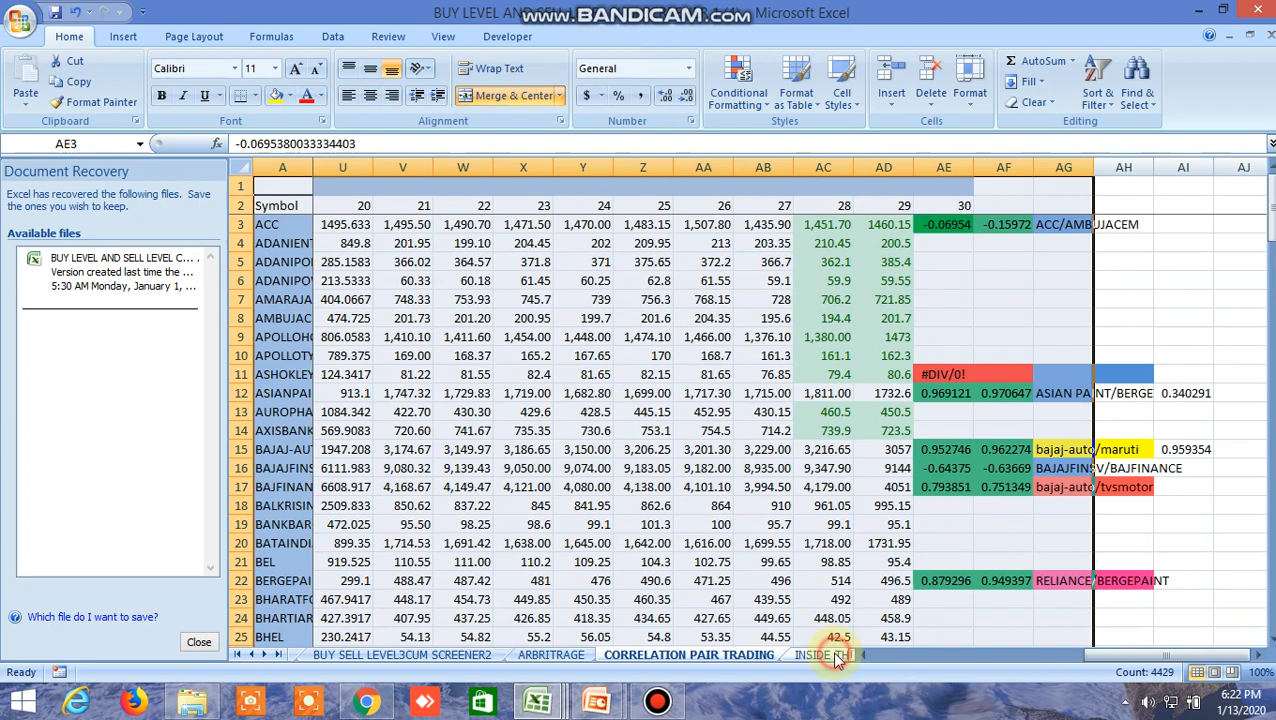 BUY LEVEL AND SELL
www.BANDICAM.com
- Microsoft Excel
Home Insert Page Layout Formulas Data Review View Developer
Paste
Cut
Copy
Format Painter
Clipboard
Calibri 11
B I U
Font
Wrap Text
Merge & Center
Alignment
General
$ % ,
Number
Conditional Formatting
Format as Table
Cell Styles
Styles
Insert Delete Format
Cells
Σ AutoSum
Fill
Clear
Sort & Filter
Find & Select
Editing
AE3 fx -0.0695380033334403
Document Recovery
Excel has recovered the following files. Save the ones you wish to keep.
Available files
BUY LEVEL AND SELL LEVEL C...
Version created last time the ...
5:30 AM Monday, January 1, ...
Which file do I want to save?
Close
A U V W X Y Z AA AB AC AD AE AF AG AH AI AJ
1
2 Symbol 20 21 22 23 24 25 26 27 28 29 30
3 ACC 1495.633 1,495.50 1,490.70 1,471.50 1,470.00 1,483.15 1,507.80 1,435.90 1,451.70 1460.15 -0.06954 -0.15972 ACC/AMBUJACEM
4 ADANIENT 849.8 201.95 199.10 204.45 202 209.95 213 203.35 210.45 200.5
5 ADANIPO 285.1583 366.02 364.57 371.8 371 375.65 372.2 366.7 362.1 385.4
6 ADANIPO 213.5333 60.33 60.18 61.45 60.25 62.8 61.55 59.1 59.9 59.55
7 AMARAJA 404.0667 748.33 753.93 745.7 739 756.3 768.15 728 706.2 721.85
8 AMBUJAC 474.725 201.73 201.20 200.95 199.7 201.6 204.35 195.6 194.4 201.7
9 APOLLOHO 806.0583 1,410.10 1,411.60 1,454.00 1,448.00 1,474.10 1,466.00 1,376.10 1,380.00 1473
10 APOLLOTY 789.375 169.00 168.37 165.2 167.65 170 168.7 161.3 161.1 162.3
11 ASHOKLEY 124.3417 81.22 81.55 82.4 81.65 82.15 81.65 76.85 79.4 80.6 #DIV/0!
12 ASIANPAI 913.1 1,747.32 1,729.83 1,719.00 1,682.80 1,699.00 1,717.30 1,755.00 1,811.00 1732.6 0.969121 0.970647 ASIAN PAINT/BERGE 0.340291
13 AUROPHA 1084.342 422.70 430.30 429.6 428.5 445.15 452.95 430.15 460.5 450.5
14 AXISBANK 569.9083 720.60 741.67 735.35 730.6 753.1 754.5 714.2 739.9 723.5
15 BAJAJ-AU 1947.208 3,174.67 3,149.97 3,186.65 3,150.00 3,226.00 3,201.30 3,229.00 3,216.65 3057 0.952746 0.962274 bajaj-auto/maruti 0.959354
16 BAJAJFINS 6111.983 9,080.32 9,139.43 9,050.00 9,074.00 9,183.05 9,182.00 8,935.00 9,347.90 9144 -0.64375 -0.63669 BAJAJFINSV/BAJFINANCE
17 BAJFINAN 6608.917 4,168.67 4,149.47 4,121.00 4,080.00 4,138.00 4,101.10 3,994.50 4,179.00 4051 0.793851 0.751349 bajaj-auto/tvsmotor
18 BALKRISIN 2509.833 850.62 837.22 845 841.95 862.6 864 910 961.05 995.15
19 BANKBAR 472.025 95.50 98.25 98.6 99.1 101.3 100 95.7 99.1 95.1
20 BATAINDI 899.35 1,714.53 1,691.42 1,638.00 1,645.00 1,642.00 1,616.00 1,699.55 1,718.00 1731.95
21 BEL 919.525 110.55 111.00 110.2 109.25 104.3 102.75 99.65 98.85 95.4
22 BERGEPAI 299.1 488.47 487.32 481 476 490.6 471.25 496 514 496.5 0.879296 0.949397 RELIANCE/BERGEPAINT
23 BHARATFO 467.9417 448.17 454.73 449.85 450.35 460.35 467 439.55 492 489
24 BHARTIAR 427.3917 407.95 437.25 426.85 418.35 434.65 427.65 449.65 448.05 458.9
25 BHEL 230.2417 54.13 54.82 55.2 56.05 54.8 53.35 44.55 42.5 43.15
BUY SELL LEVEL3CUM SCREENER2 ARBRITRAGE CORRELATION PAIR TRADING INSIDE
Ready Count: 4429 100%
6:22 PM
1/13/2020